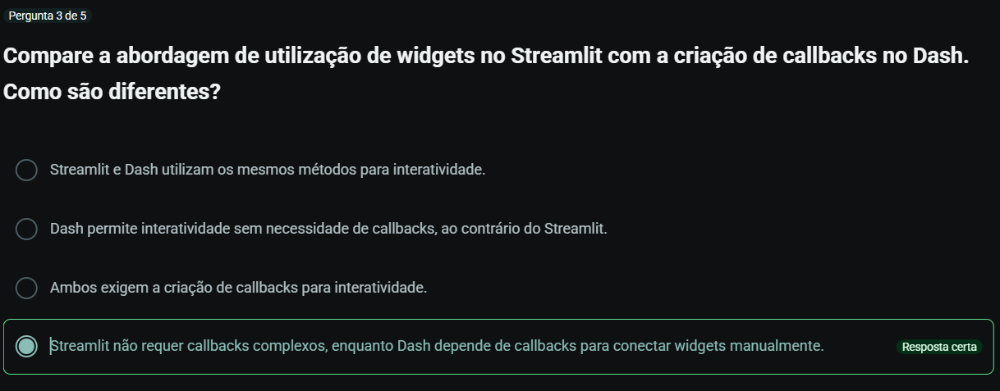 Pergunta 3 de 5
Compare a abordagem de utilização de widgets no Streamlit com a criação de callbacks no Dash.
Como são diferentes?
Streamlit e Dash utilizam os mesmos métodos para interatividade.
Dash permite interatividade sem necessidade de callbacks, ao contrário do Streamlit.
Ambos exigem a criação de callbacks para interatividade.
Streamlit não requer callbacks complexos, enquanto Dash depende de callbacks para conectar widgets manualmente. Resposta certa